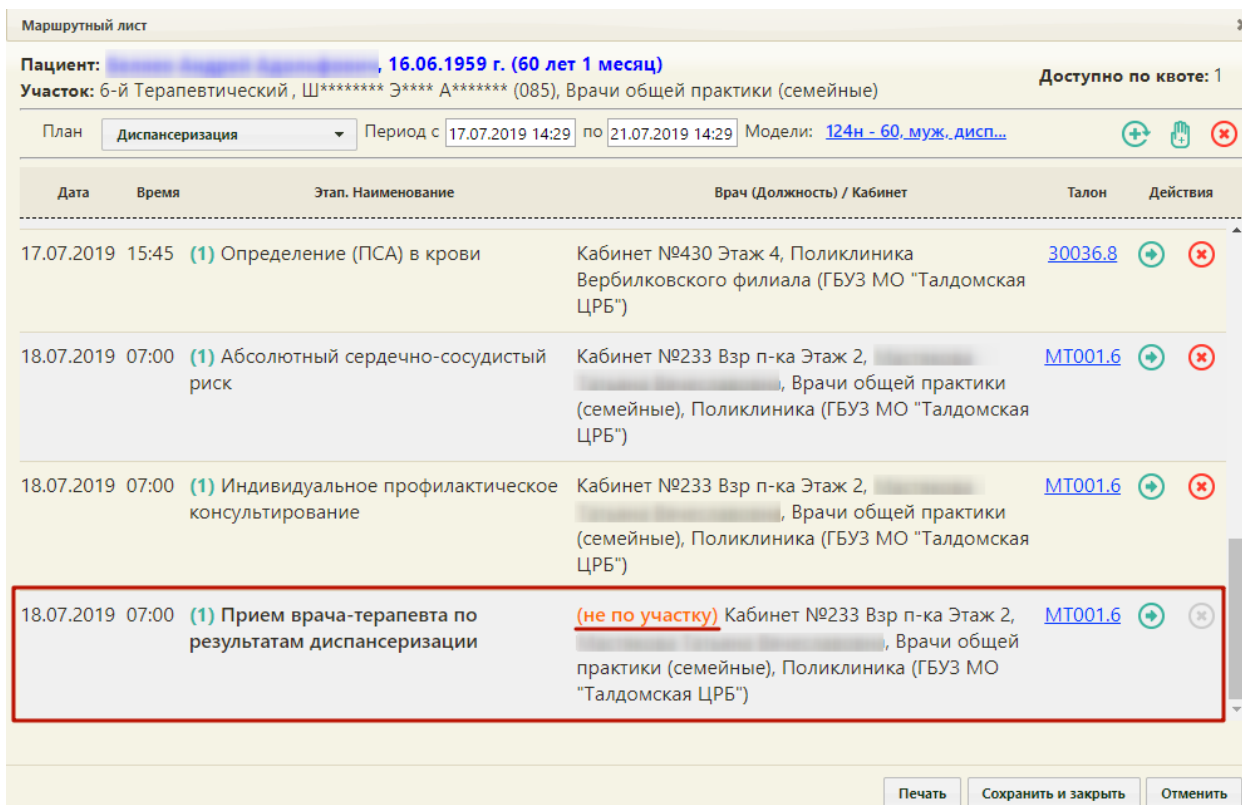 Маршрутный лист
Пациент: , 16.06.1959 г. (60 лет 1 месяц)
Доступно по квоте: 1
Участок: 6-й Терапевтический , Ш******** Э**** А******* (085), Врачи общей практики (семейные)
План Диспансеризация Период с 17.07.2019 14:29 по 21.07.2019 14:29 Модели: 124н - 60, муж, дисп...
Дата Время Этап. Наименование Врач (Должность) / Кабинет Талон Действия
17.07.2019 15:45 (1) Определение (ПСА) в крови Кабинет №430 Этаж 4, Поликлиника 30036.8
Вербилковского филиала (ГБУЗ МО "Талдомская
ЦРБ")
18.07.2019 07:00 (1) Абсолютный сердечно-сосудистый Кабинет №233 Взр п-ка Этаж 2, МТ001.6
риск , Врачи общей практики
(семейные), Поликлиника (ГБУЗ МО "Талдомская
ЦРБ")
18.07.2019 07:00 (1) Индивидуальное профилактическое Кабинет №233 Взр п-ка Этаж 2, МТ001.6
консультирование , Врачи общей практики
(семейные), Поликлиника (ГБУЗ МО "Талдомская
ЦРБ")
18.07.2019 07:00 (1) Прием врача-терапевта по (не по участку) Кабинет №233 Взр п-ка Этаж 2, МТ001.6
результатам диспансеризации , Врачи общей
практики (семейные), Поликлиника (ГБУЗ МО
"Талдомская ЦРБ")
Печать Сохранить и закрыть Отменить